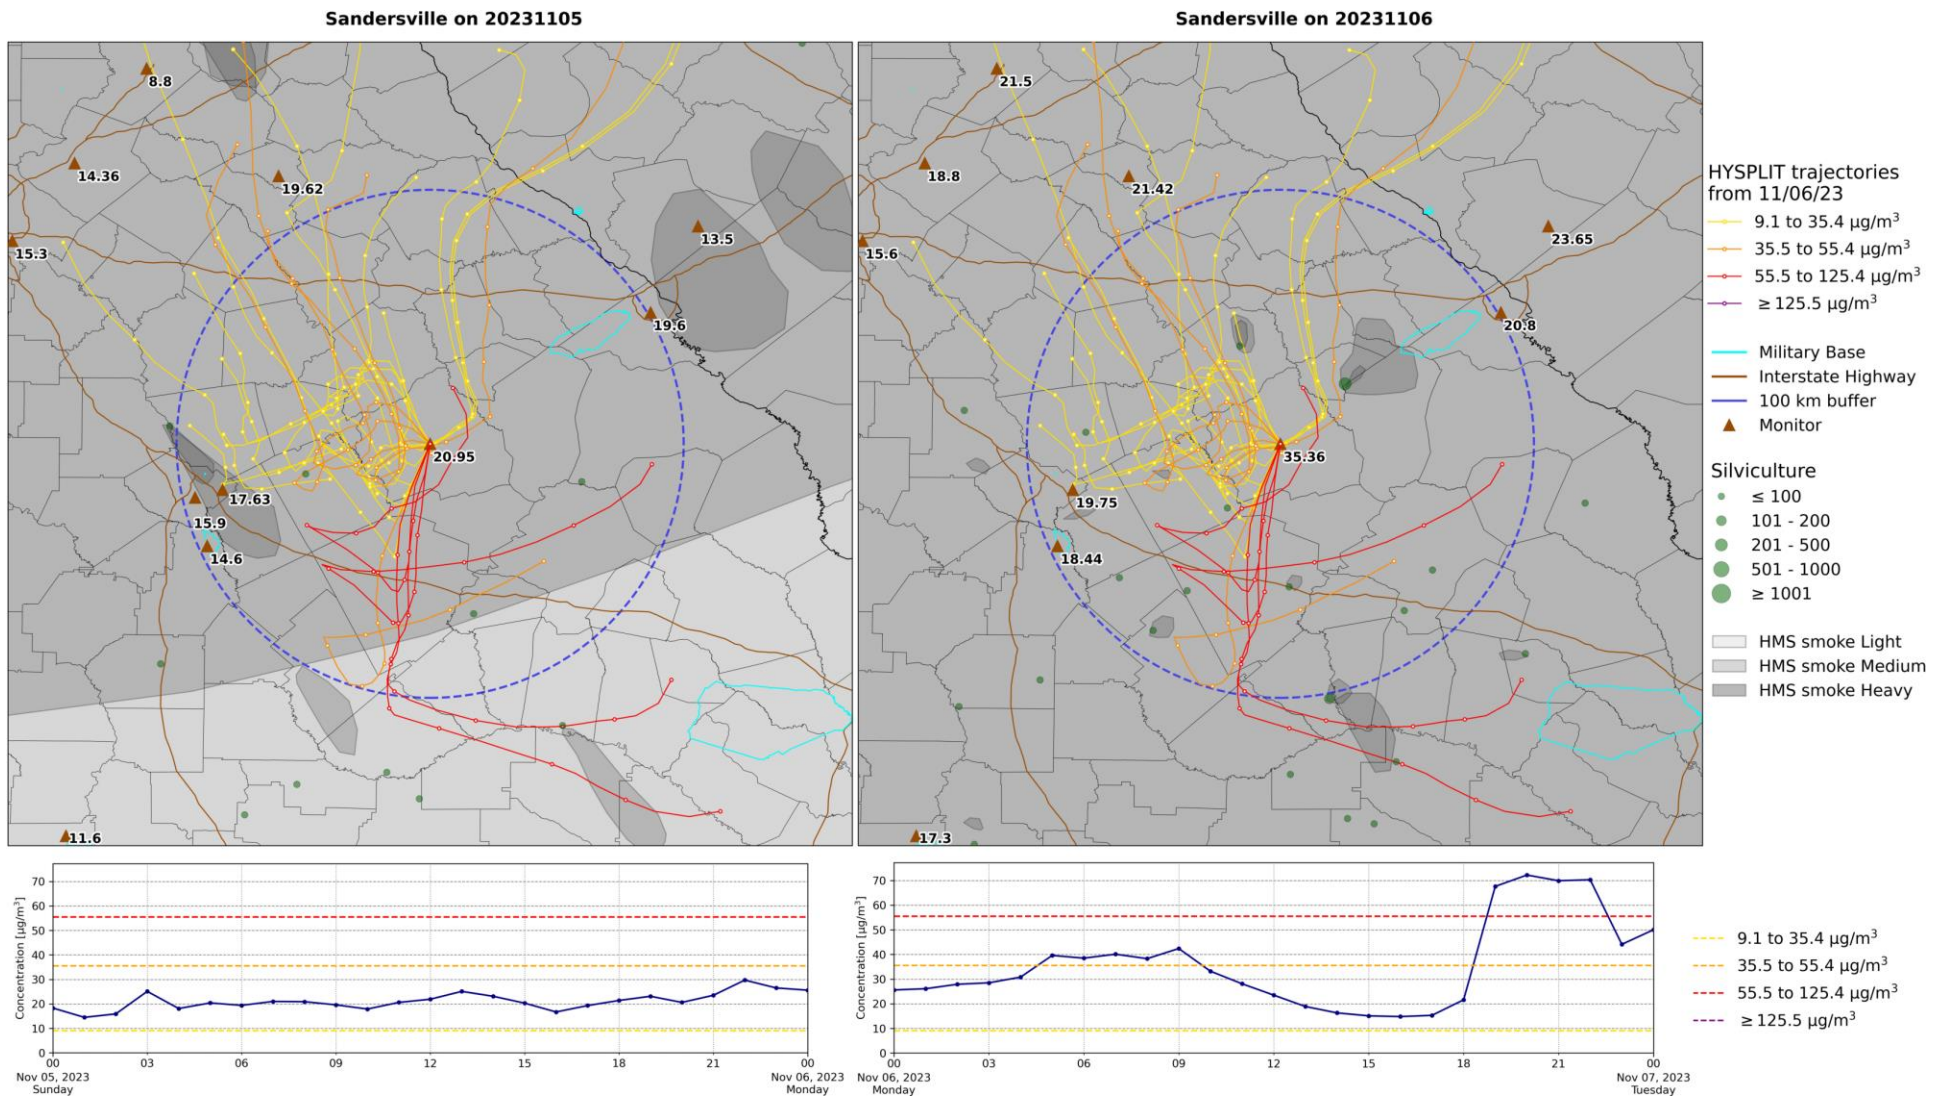 Sandersville on 20231105
8.8
14.36
19.62
15.3
13.5
19.6
20.95
17.63
15.9
14.6
11.6
Sandersville on 20231106
21.5
18.8
21.42
15.6
23.65
20.8
35.36
19.75
18.44
17.3
HYSPLIT trajectories
from 11/06/23
9.1 to 35.4 µg/m³
35.5 to 55.4 µg/m³
55.5 to 125.4 µg/m³
≥ 125.5 µg/m³
Military Base
Interstate Highway
100 km buffer
Monitor
Silviculture
≤ 100
101 - 200
201 - 500
501 - 1000
≥ 1001
HMS smoke Light
HMS smoke Medium
HMS smoke Heavy
Concentration [µg/m³]
70
60
50
40
30
20
10
0
00 03 06 09 12 15 18 21 00
Nov 05, 2023 Nov 06, 2023
Sunday Monday
Concentration [µg/m³]
70
60
50
40
30
20
10
0
00 03 06 09 12 15 18 21 00
Nov 06, 2023 Nov 07, 2023
Monday Tuesday
9.1 to 35.4 µg/m³
35.5 to 55.4 µg/m³
55.5 to 125.4 µg/m³
≥ 125.5 µg/m³